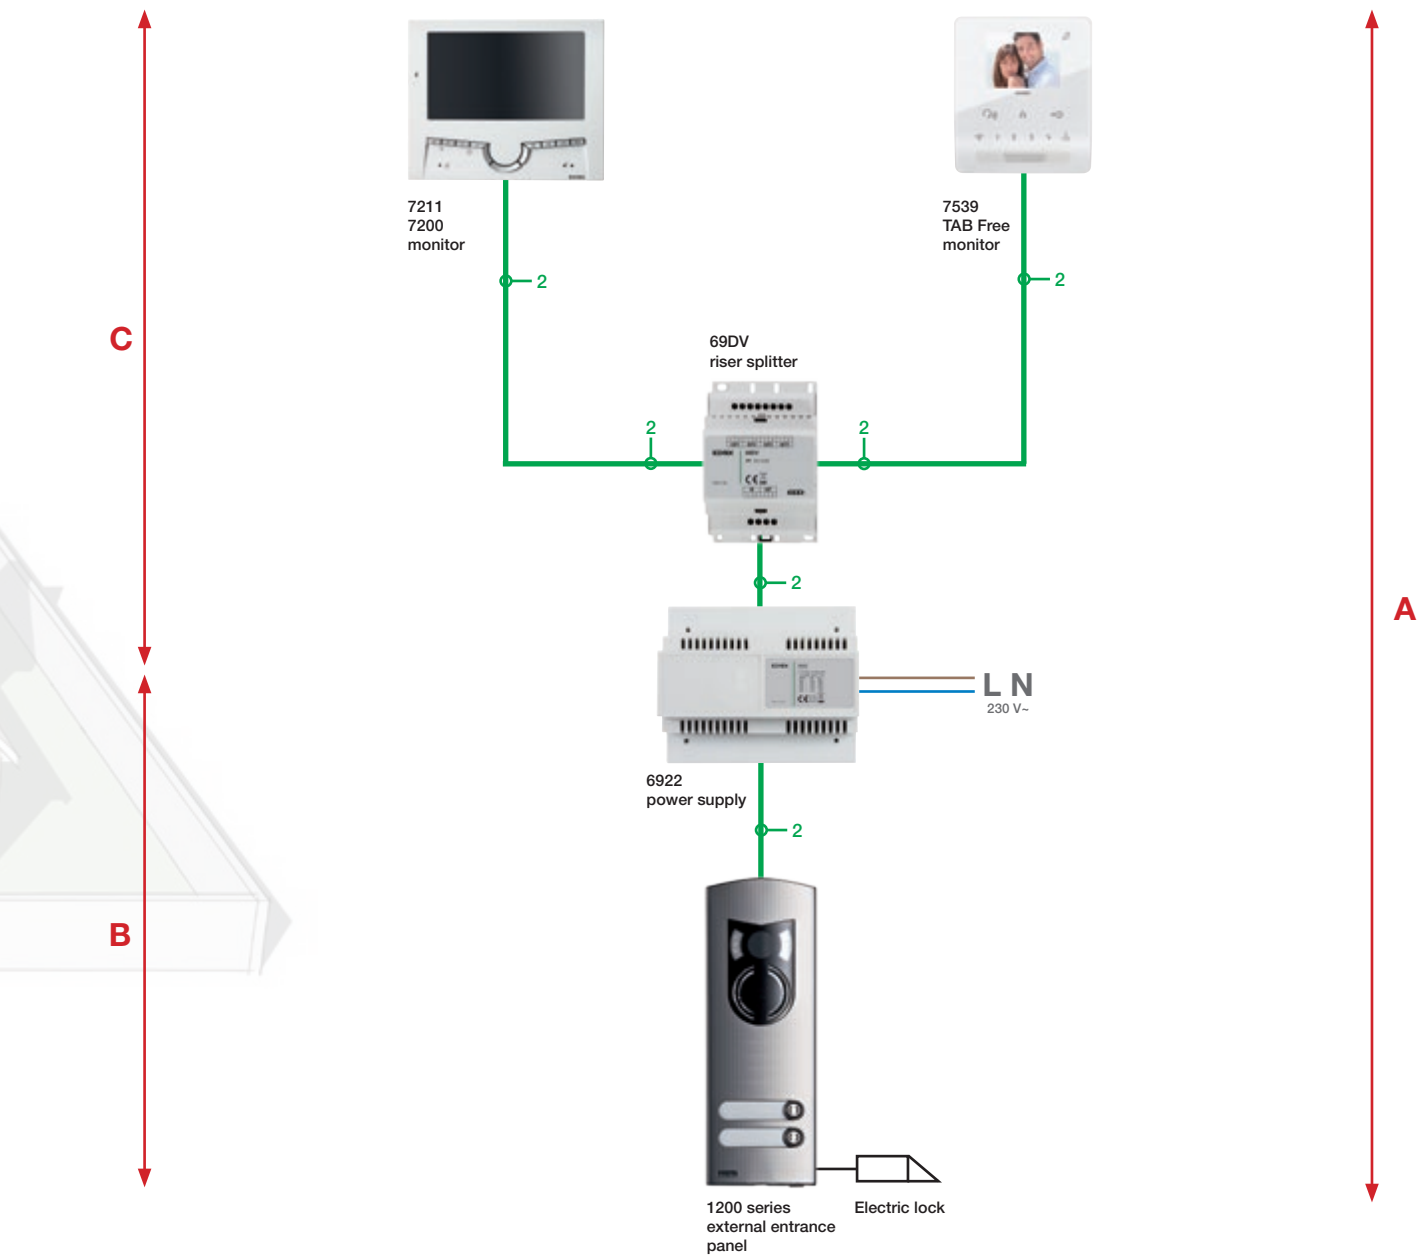 7211
7200
monitor
7539
TAB Free
monitor
2
2
C
69DV
riser splitter
2
2
2
A
L N
230 V~
6922
power supply
2
B
1200 series
external entrance
panel
Electric lock